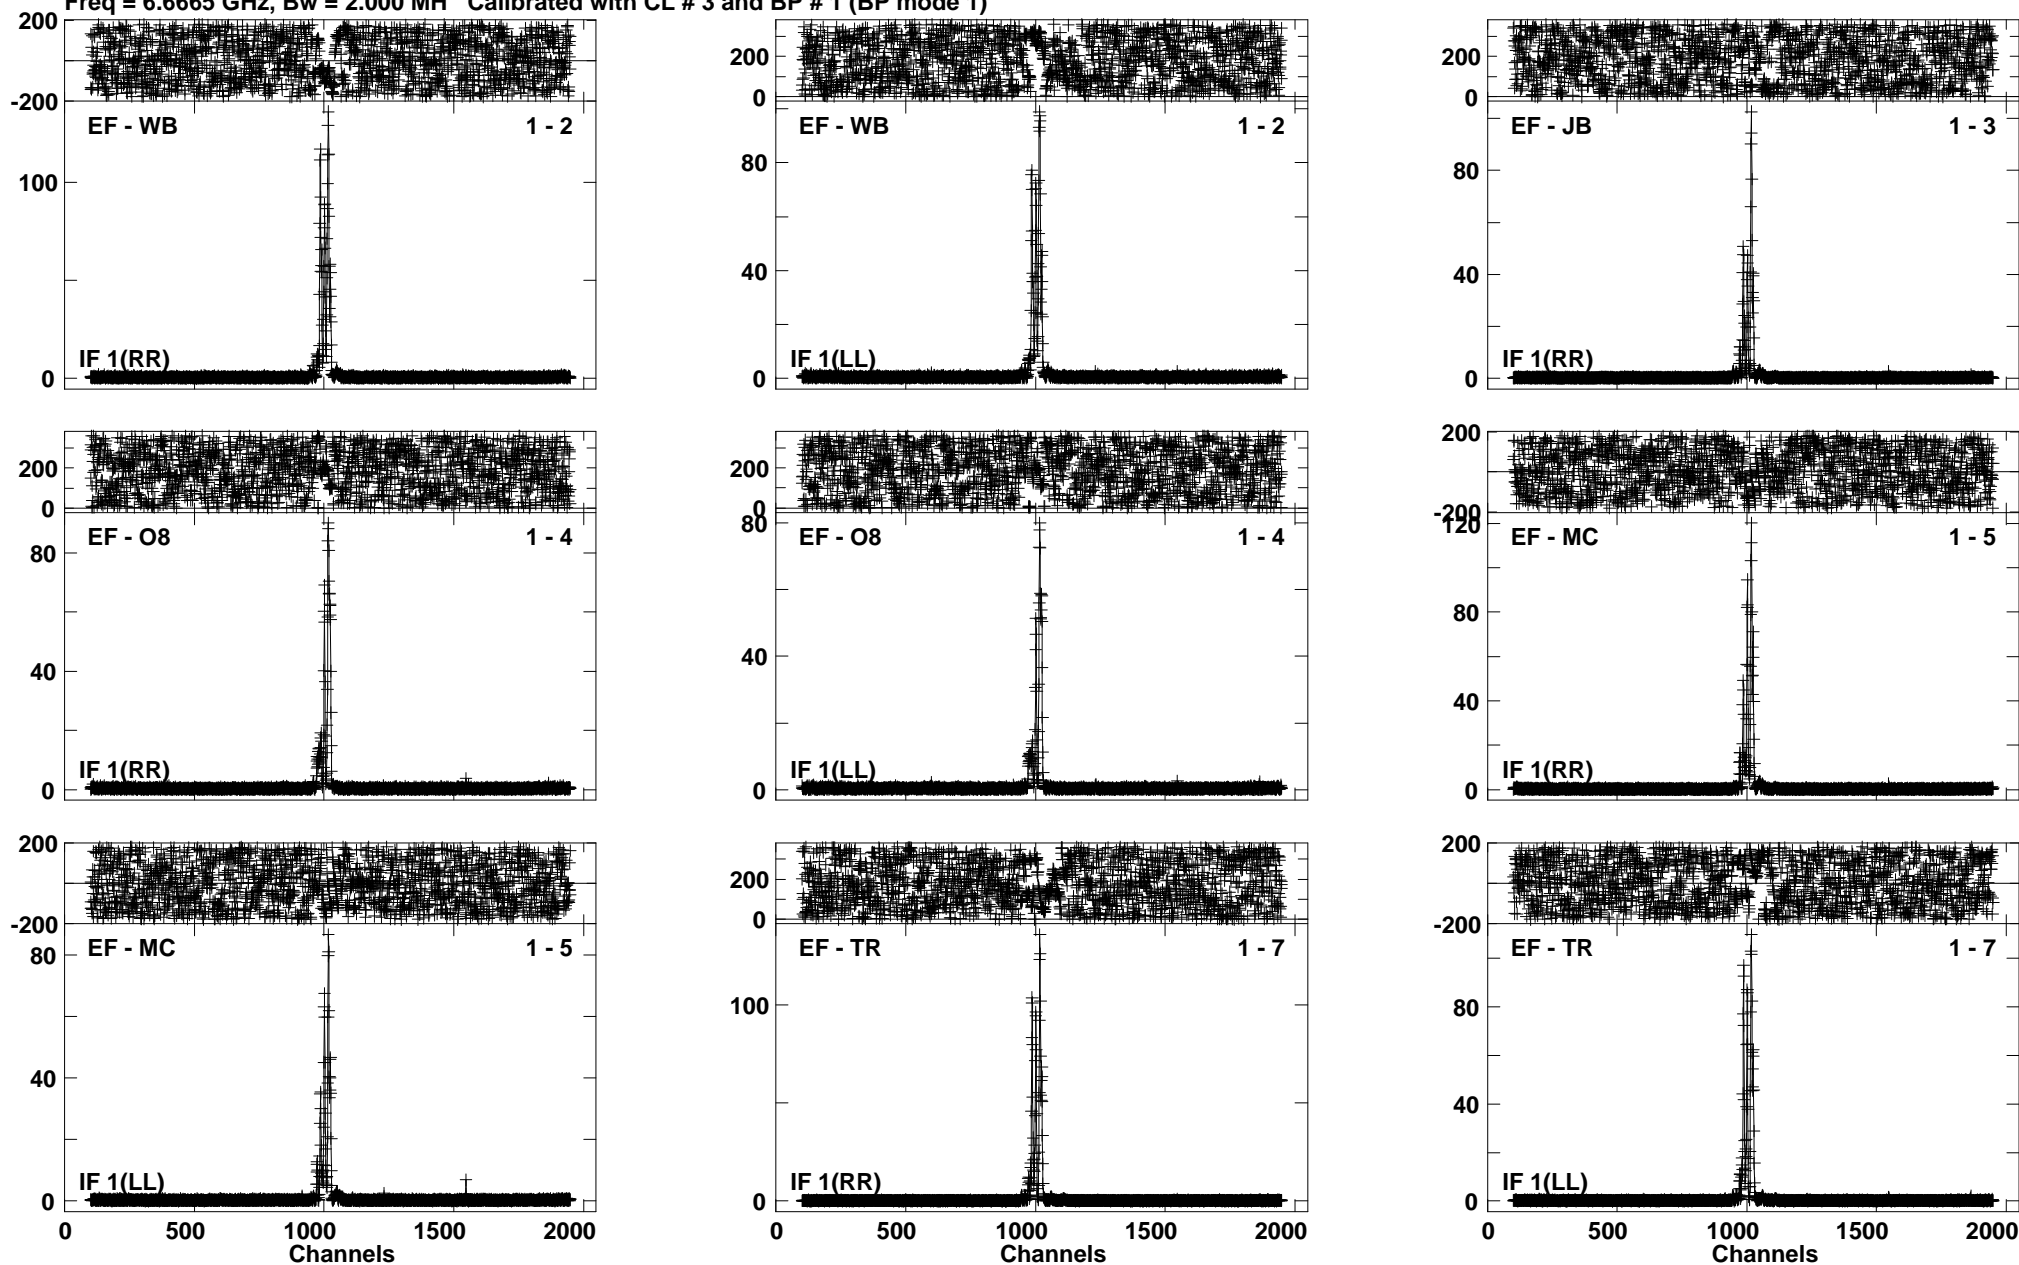 Freq = 6.6665 GHz, Bw = 2.000 MH Calibrated with CL # 3 and BP # 1 (BP mode 1)
200
-200
EF - WB 1 - 2
100
0
IF 1(RR)
200
0
EF - WB 1 - 2
80
40
0
IF 1(LL)
200
0
EF - JB 1 - 3
80
40
0
IF 1(RR)
200
0
EF - O8 1 - 4
80
40
0
IF 1(RR)
200
0
80
EF - O8 1 - 4
40
0
IF 1(LL)
200
-200
120
EF - MC 1 - 5
80
40
0
IF 1(RR)
200
-200
EF - MC 1 - 5
80
40
0
IF 1(LL)
0 500 1000 1500 2000
Channels
200
0
EF - TR 1 - 7
100
0
IF 1(RR)
0 500 1000 1500 2000
Channels
200
-200
EF - TR 1 - 7
80
40
0
IF 1(LL)
0 500 1000 1500 2000
Channels